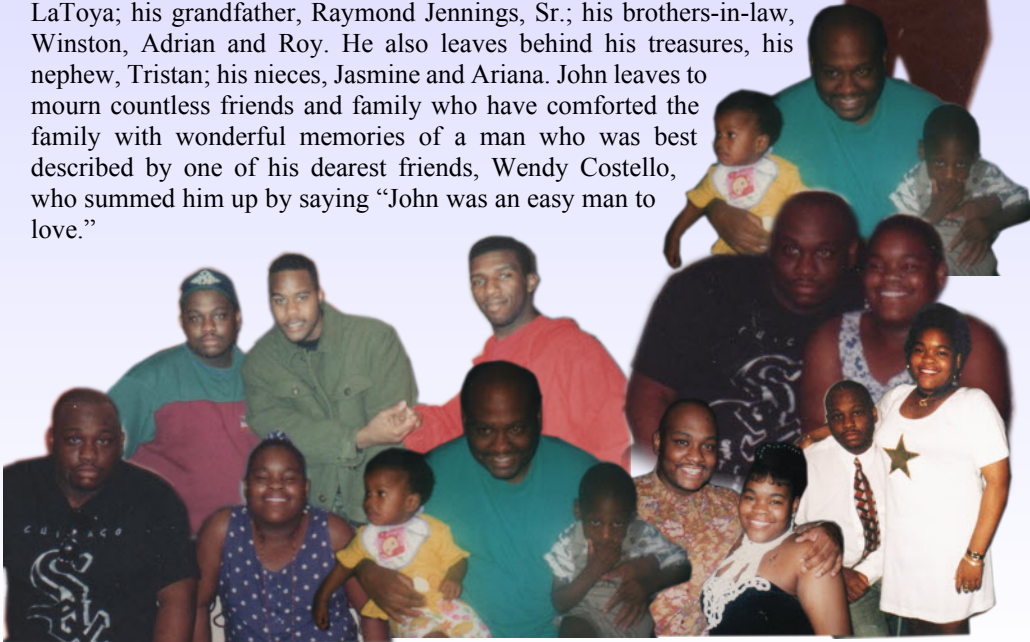 LaToya; his grandfather, Raymond Jennings, Sr.; his brothers-in-law,
Winston, Adrian and Roy. He also leaves behind his treasures, his
nephew, Tristan; his nieces, Jasmine and Ariana. John leaves to
mourn countless friends and family who have comforted the
family with wonderful memories of a man who was best
described by one of his dearest friends, Wendy Costello,
who summed him up by saying “John was an easy man to
love.”
CHICAGO
Sox